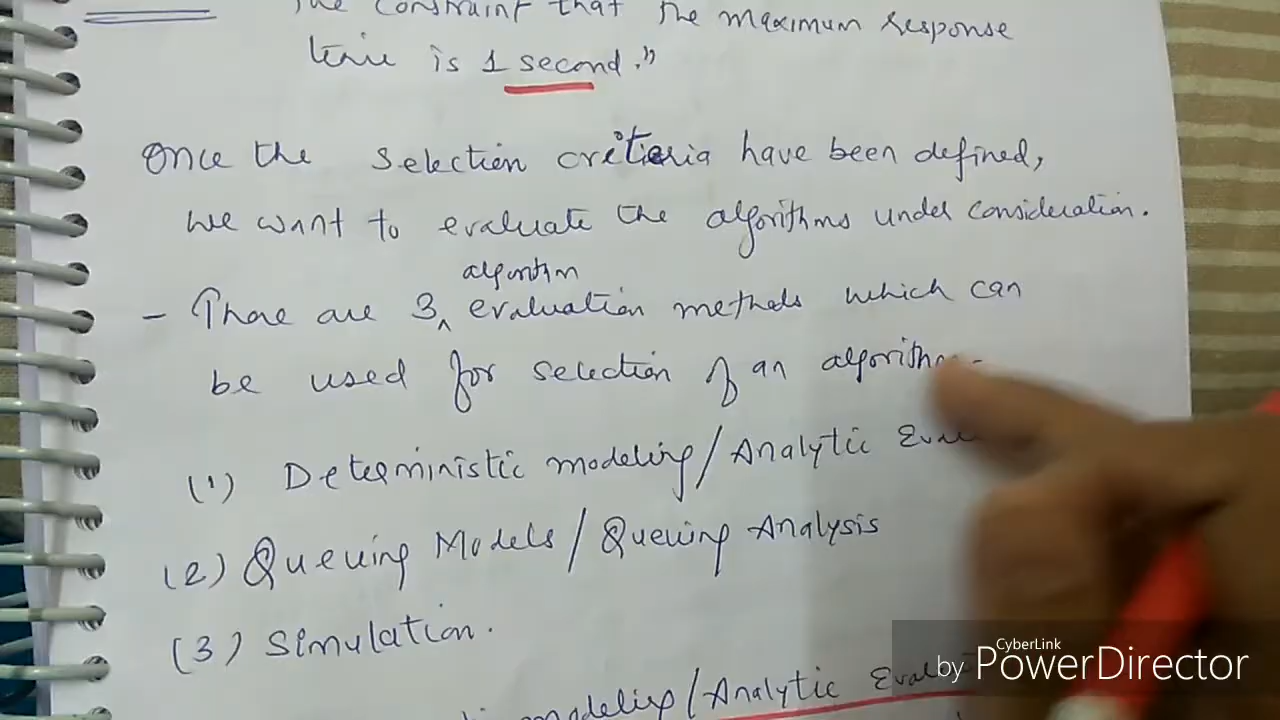 The constraint that the maximum response
time is 1 second."
Once the selection criteria have been defined,
we want to evaluate the algorithms under consideration.
algorithm
- There are 3 ^ evaluation methods which can
be used for selection of an algorithm
(1) Deterministic modeling/Analytic
(2) Queuing Models/Queuing Analysis
(3) Simulation.
modeling/Analytic
CyberLink
by PowerDirector